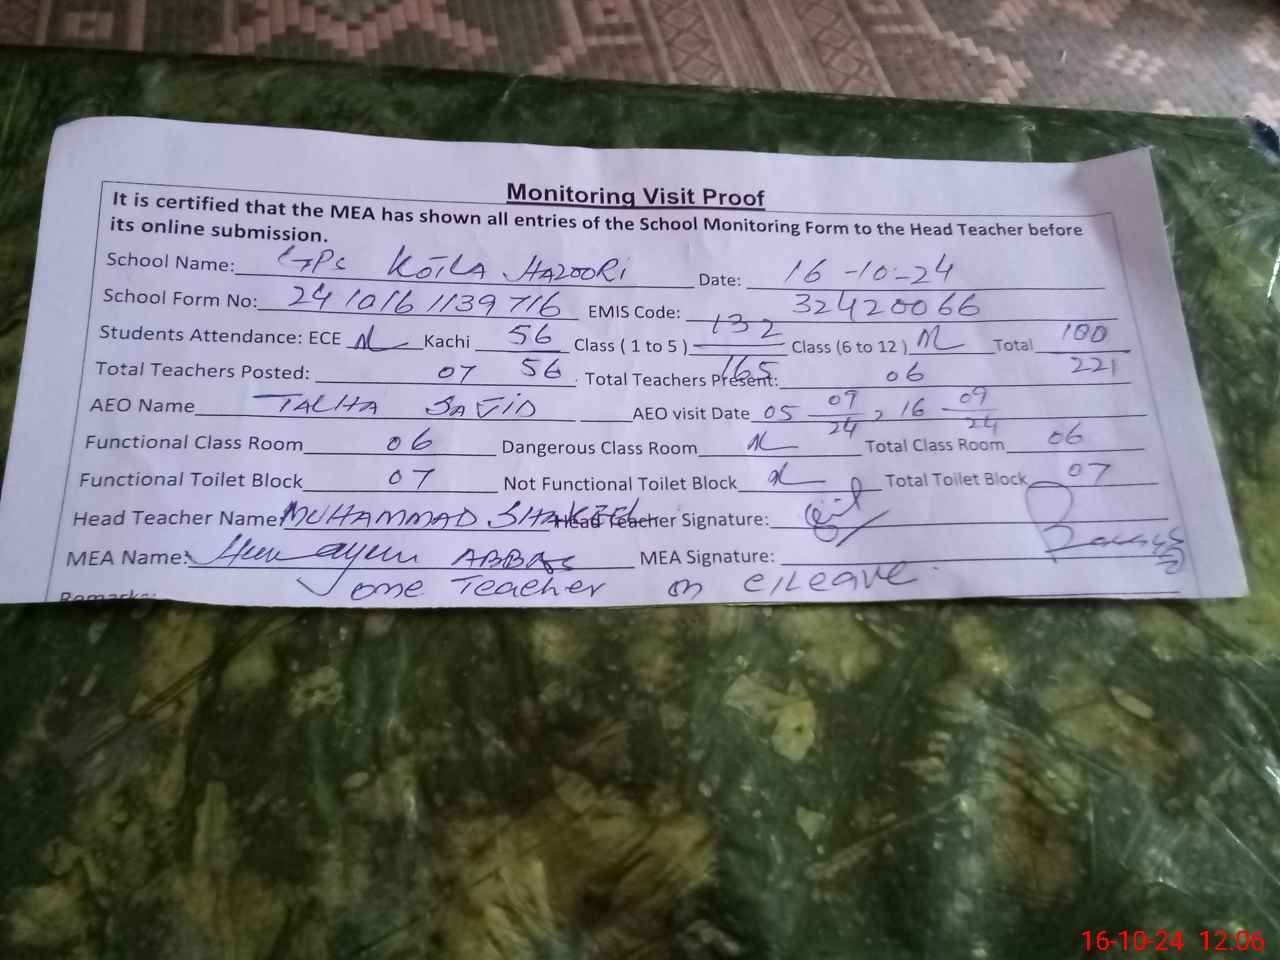 Monitoring Visit Proof
It is certified that the MEA has shown all entries of the School Monitoring Form to the Head Teacher before
its online submission.
School Name: GPS KOTLA HAZOORI Date: 16-10-24
School Form No: 241016 1139716 EMIS Code: 32420066
Students Attendance: ECE N Kachi 56/56 Class ( 1 to 5 ) 132/165 Class (6 to 12 ) N Total /221
Total Teachers Posted: 07 Total Teachers Present: 06
AEO Name TALHA SAJID AEO visit Date 05 09/24, 16 09/24
Functional Class Room 06 Dangerous Class Room Total Class Room 06
Functional Toilet Block 07 Not Functional Toilet Block Total Toilet Block 07
Head Teacher Name MUHAMMAD SHAKEEL Head Teacher Signature:
MEA Name: Humayun ABBAS MEA Signature:
Remarks: one Teacher on C/Leave.
16-10-24 12:06